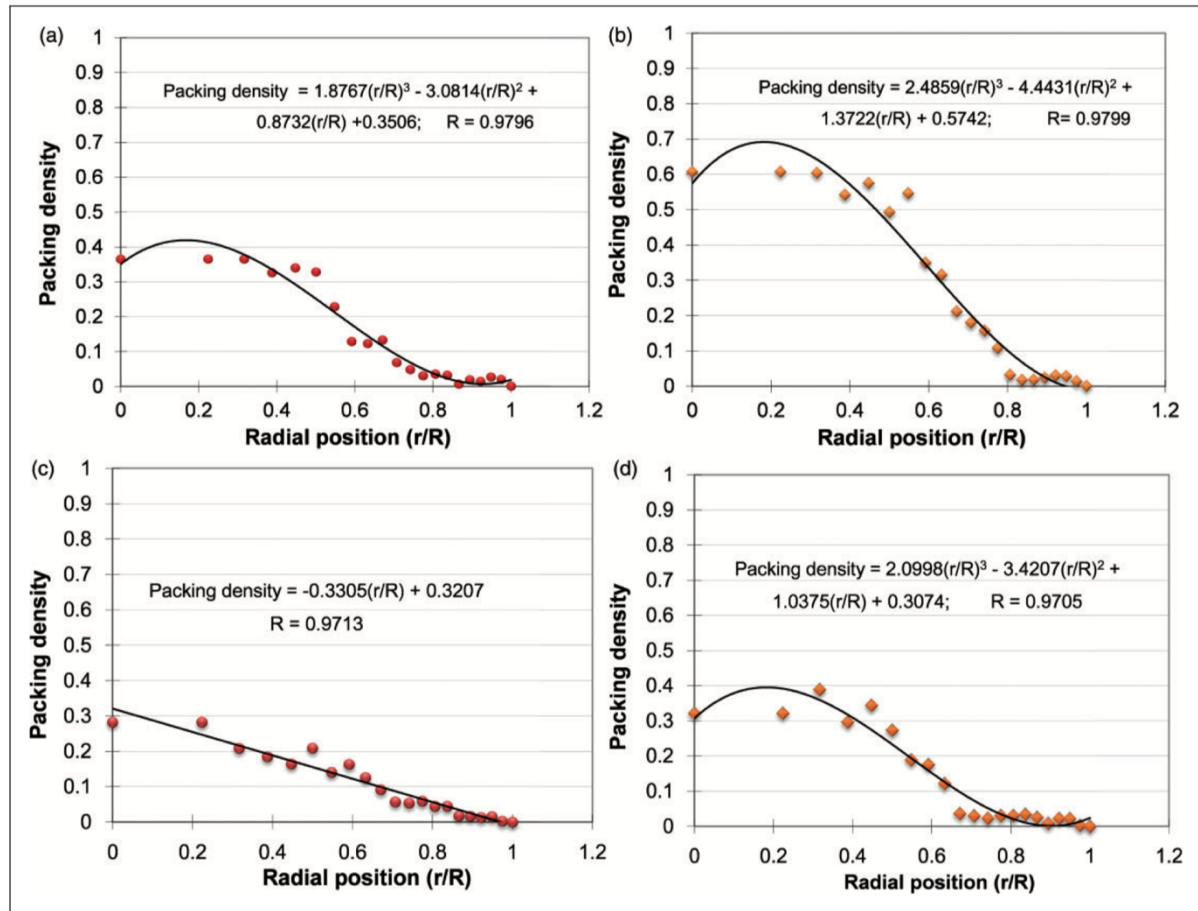 (a)
1
0.9
0.8
0.7
0.6
0.5
0.4
0.3
0.2
0.1
0
Packing density
Packing density = 1.8767(r/R)³ - 3.0814(r/R)² +
0.8732(r/R) +0.3506; R = 0.9796
0 0.2 0.4 0.6 0.8 1 1.2
Radial position (r/R)
(b)
1
0.9
0.8
0.7
0.6
0.5
0.4
0.3
0.2
0.1
0
Packing density
Packing density = 2.4859(r/R)³ - 4.4431(r/R)² +
1.3722(r/R) + 0.5742; R= 0.9799
0 0.2 0.4 0.6 0.8 1 1.2
Radial position (r/R)
(c)
1
0.9
0.8
0.7
0.6
0.5
0.4
0.3
0.2
0.1
0
Packing density
Packing density = -0.3305(r/R) + 0.3207
R = 0.9713
0 0.2 0.4 0.6 0.8 1 1.2
Radial position (r/R)
(d)
1
0.9
0.8
0.7
0.6
0.5
0.4
0.3
0.2
0.1
0
Packing density
Packing density = 2.0998(r/R)³ - 3.4207(r/R)² +
1.0375(r/R) + 0.3074; R = 0.9705
0 0.2 0.4 0.6 0.8 1 1.2
Radial position (r/R)